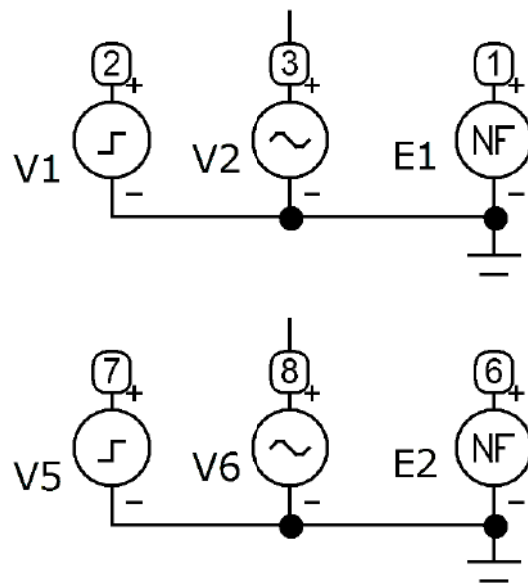 2 + 3 + 1 +
V1 V2 E1 NF
− − −
7 + 8 + 6 +
V5 V6 E2 NF
− − −